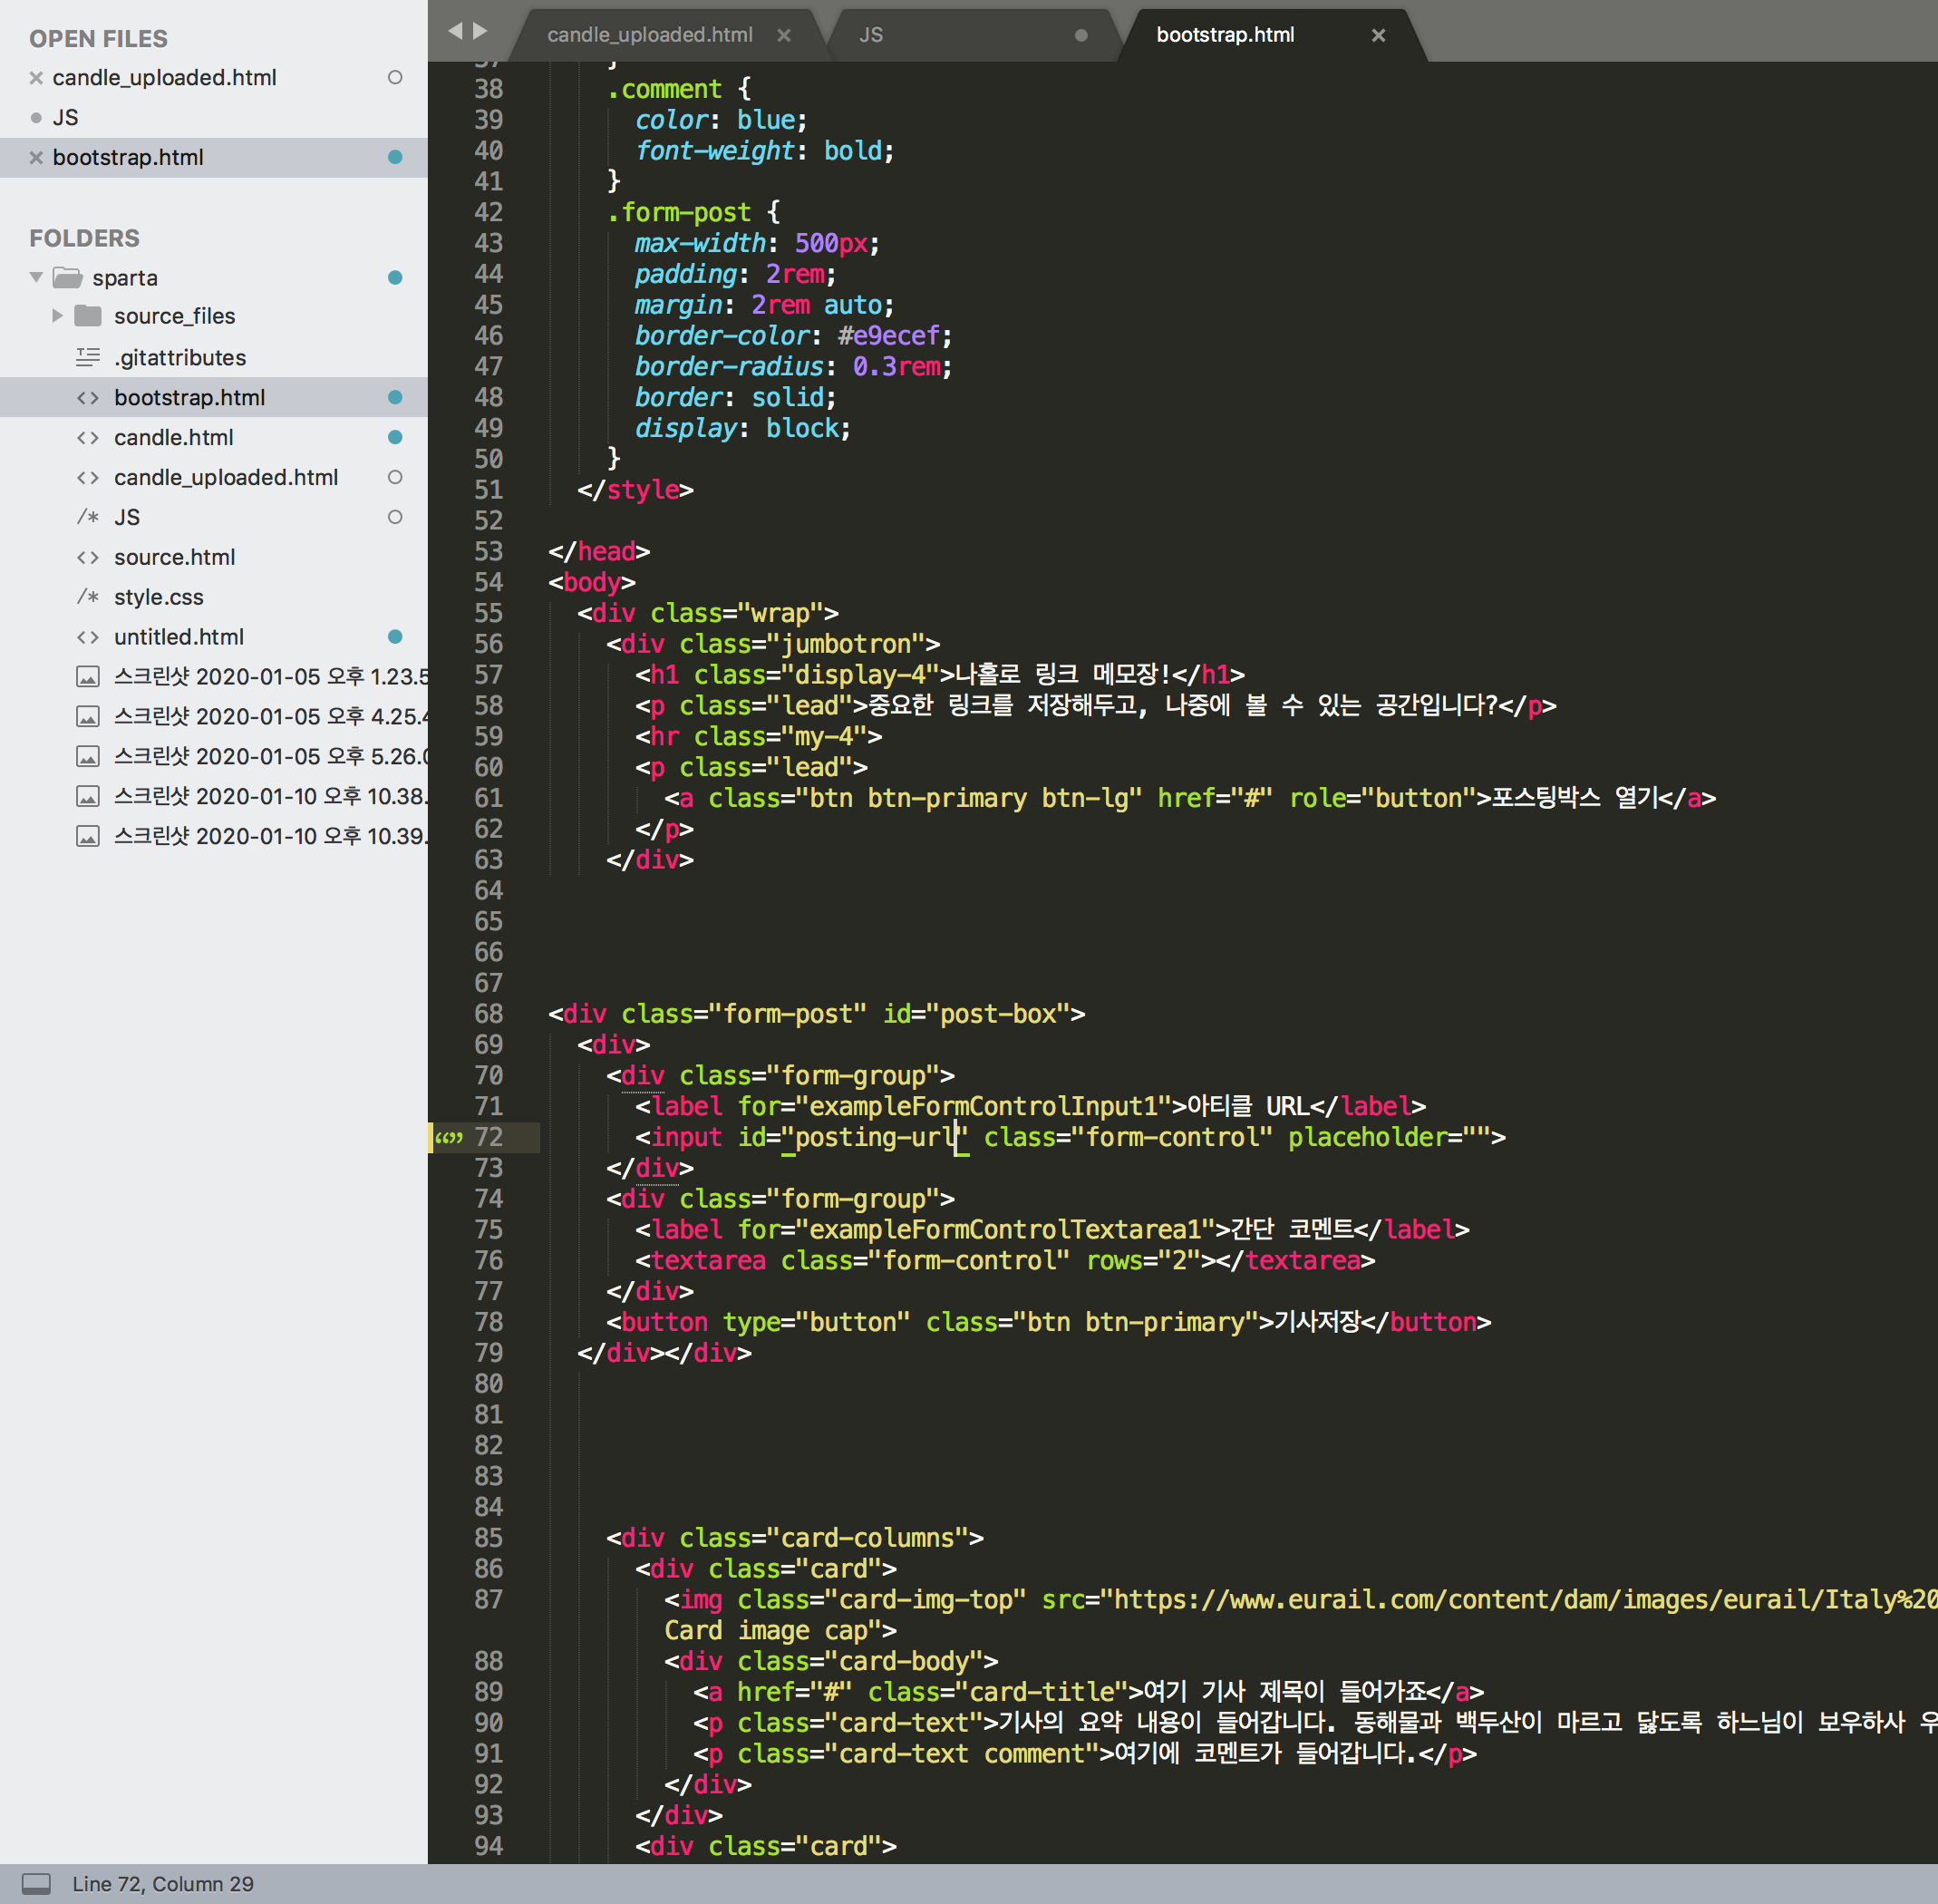 OPEN FILES
candle_uploaded.html
JS
bootstrap.html
FOLDERS
sparta
source_files
.gitattributes
bootstrap.html
candle.html
candle_uploaded.html
JS
source.html
style.css
untitled.html
스크린샷 2020-01-05 오후 1.23.5
스크린샷 2020-01-05 오후 4.25.4
스크린샷 2020-01-05 오후 5.26.0
스크린샷 2020-01-10 오후 10.38.
스크린샷 2020-01-10 오후 10.39.
candle_uploaded.html
JS
bootstrap.html
37 }
38 .comment {
39 color: blue;
40 font-weight: bold;
41 }
42 .form-post {
43 max-width: 500px;
44 padding: 2rem;
45 margin: 2rem auto;
46 border-color: #e9ecef;
47 border-radius: 0.3rem;
48 border: solid;
49 display: block;
50 }
51 </style>
52
53 </head>
54 <body>
55 <div class="wrap">
56 <div class="jumbotron">
57 <h1 class="display-4">나홀로 링크 메모장!</h1>
58 <p class="lead">중요한 링크를 저장해두고, 나중에 볼 수 있는 공간입니다?</p>
59 <hr class="my-4">
60 <p class="lead">
61 <a class="btn btn-primary btn-lg" href="#" role="button">포스팅박스 열기</a>
62 </p>
63 </div>
64
65
66
67
68 <div class="form-post" id="post-box">
69 <div>
70 <div class="form-group">
71 <label for="exampleFormControlInput1">아티클 URL</label>
72 <input id="posting-url" class="form-control" placeholder="">
73 </div>
74 <div class="form-group">
75 <label for="exampleFormControlTextarea1">간단 코멘트</label>
76 <textarea class="form-control" rows="2"></textarea>
77 </div>
78 <button type="button" class="btn btn-primary">기사저장</button>
79 </div></div>
80
81
82
83
84
85 <div class="card-columns">
86 <div class="card">
87 <img class="card-img-top" src="https://www.eurail.com/content/dam/images/eurail/Italy%20
Card image cap">
88 <div class="card-body">
89 <a href="#" class="card-title">여기 기사 제목이 들어가죠</a>
90 <p class="card-text">기사의 요약 내용이 들어갑니다. 동해물과 백두산이 마르고 닳도록 하느님이 보우하사 우
91 <p class="card-text comment">여기에 코멘트가 들어갑니다.</p>
92 </div>
93 </div>
94 <div class="card">
Line 72, Column 29